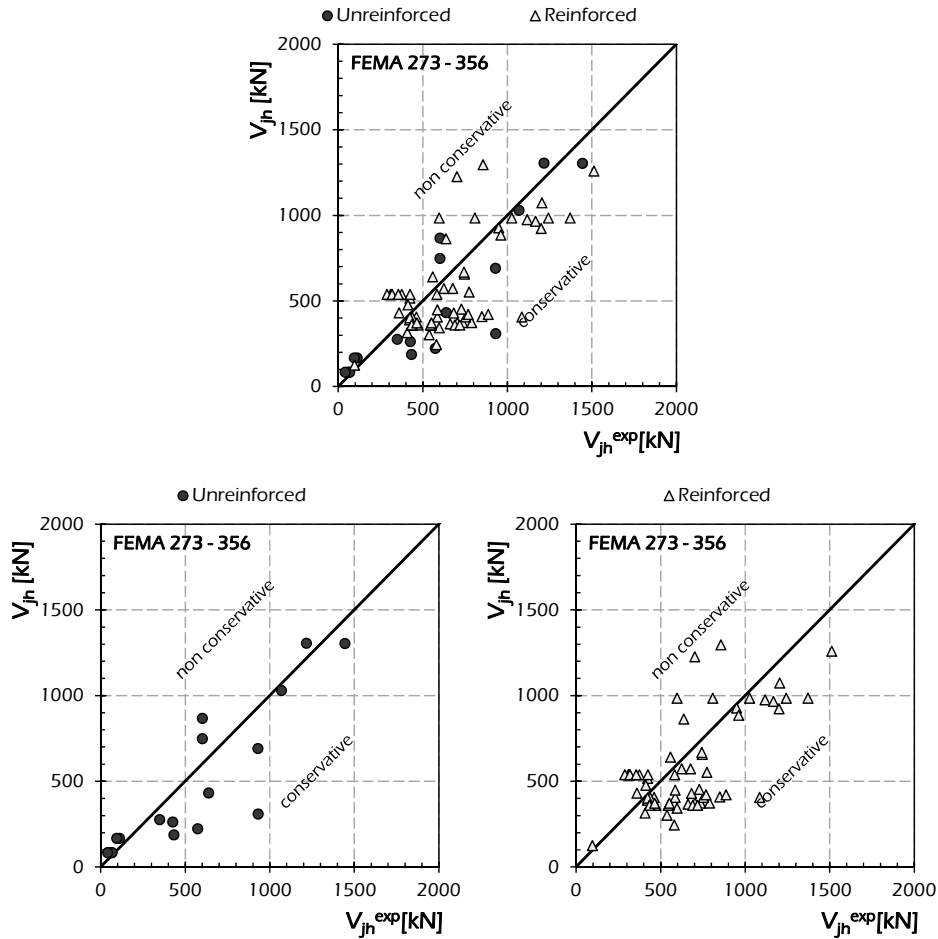 Unreinforced Reinforced
FEMA 273 - 356
V_jh [kN]
2000
1500
1000
500
0
non conservative
conservative
0 500 1000 1500 2000
V_jh^exp[kN]
Unreinforced
FEMA 273 - 356
V_jh [kN]
2000
1500
1000
500
0
non conservative
conservative
0 500 1000 1500 2000
V_jh^exp[kN]
Reinforced
FEMA 273 - 356
V_jh [kN]
2000
1500
1000
500
0
non conservative
conservative
0 500 1000 1500 2000
V_jh^exp[kN]